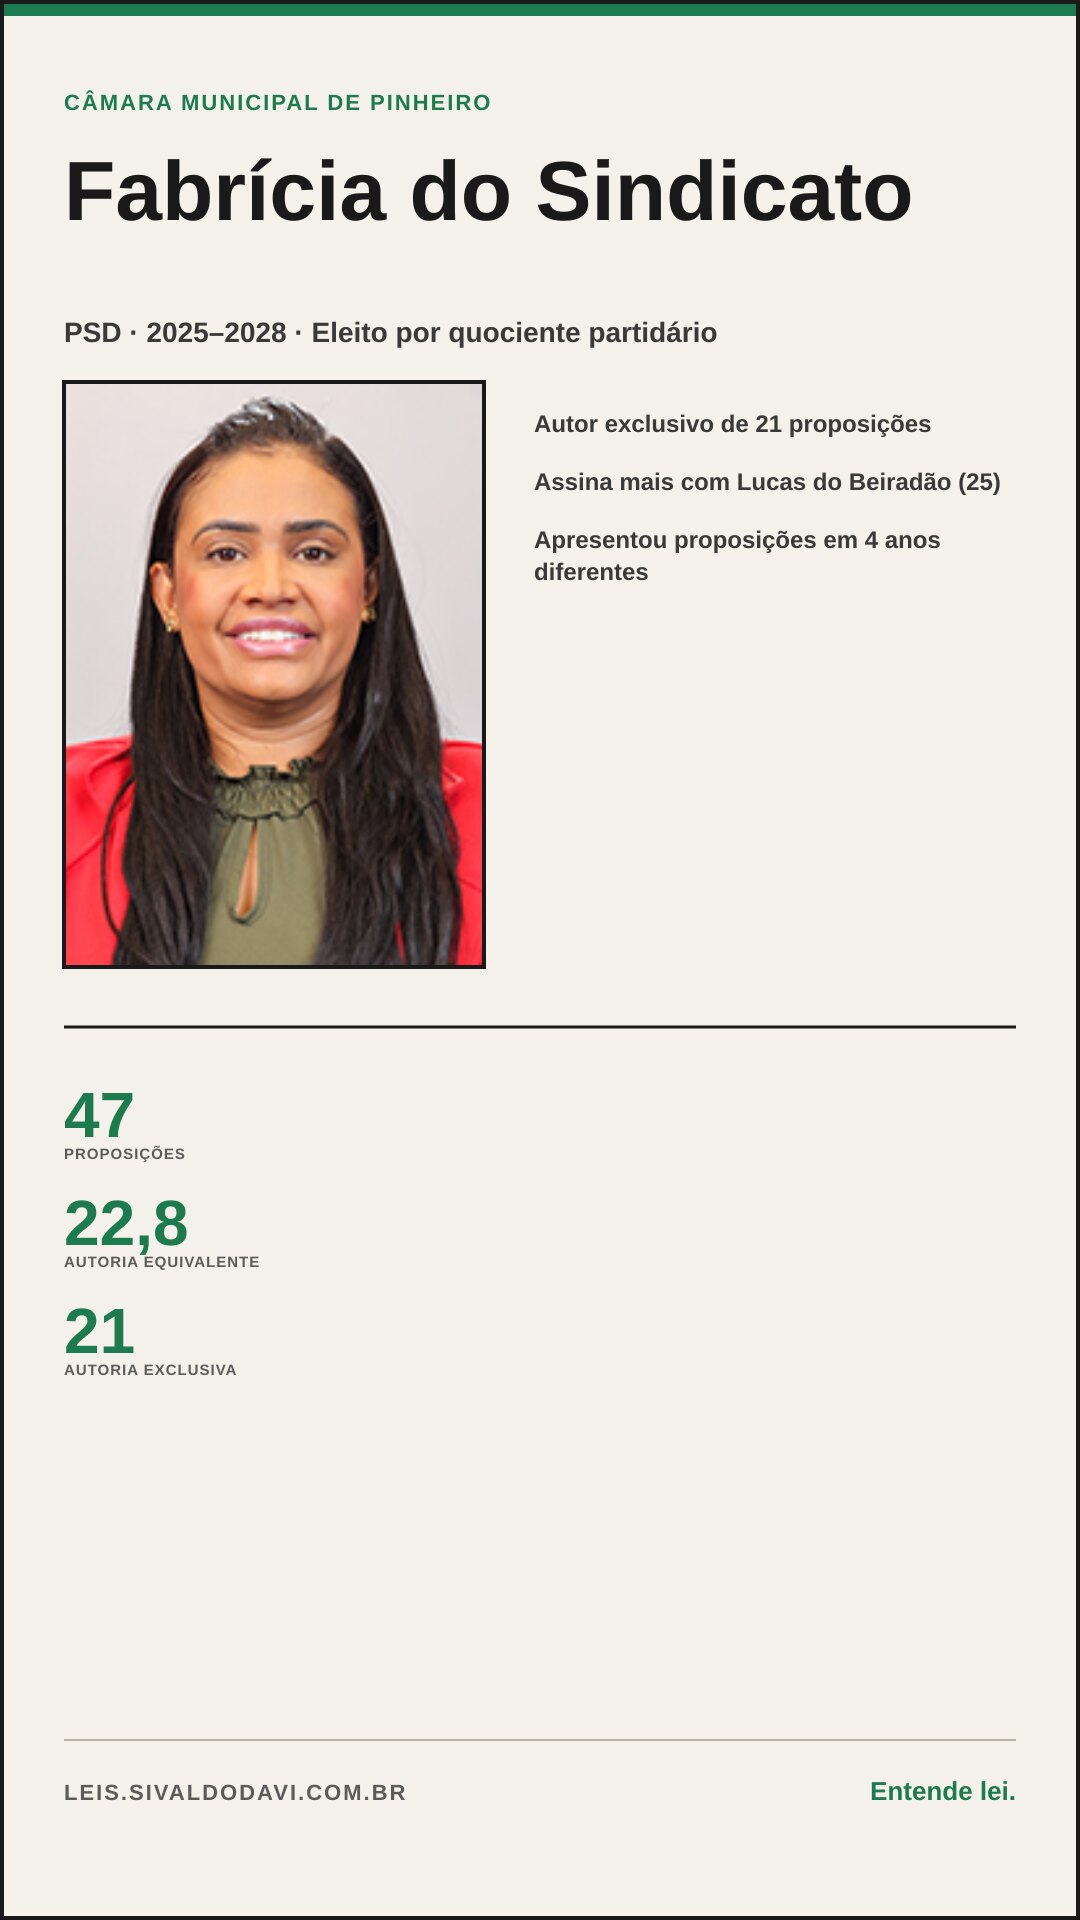 CÂMARA MUNICIPAL DE PINHEIRO
Fabrícia do Sindicato
PSD · 2025–2028 · Eleito por quociente partidário
Autor exclusivo de 21 proposições
Assina mais com Lucas do Beiradão (25)
Apresentou proposições em 4 anos
diferentes
47
PROPOSIÇÕES
22,8
AUTORIA EQUIVALENTE
21
AUTORIA EXCLUSIVA
LEIS.SIVALDODAVI.COM.BR
Entende lei.